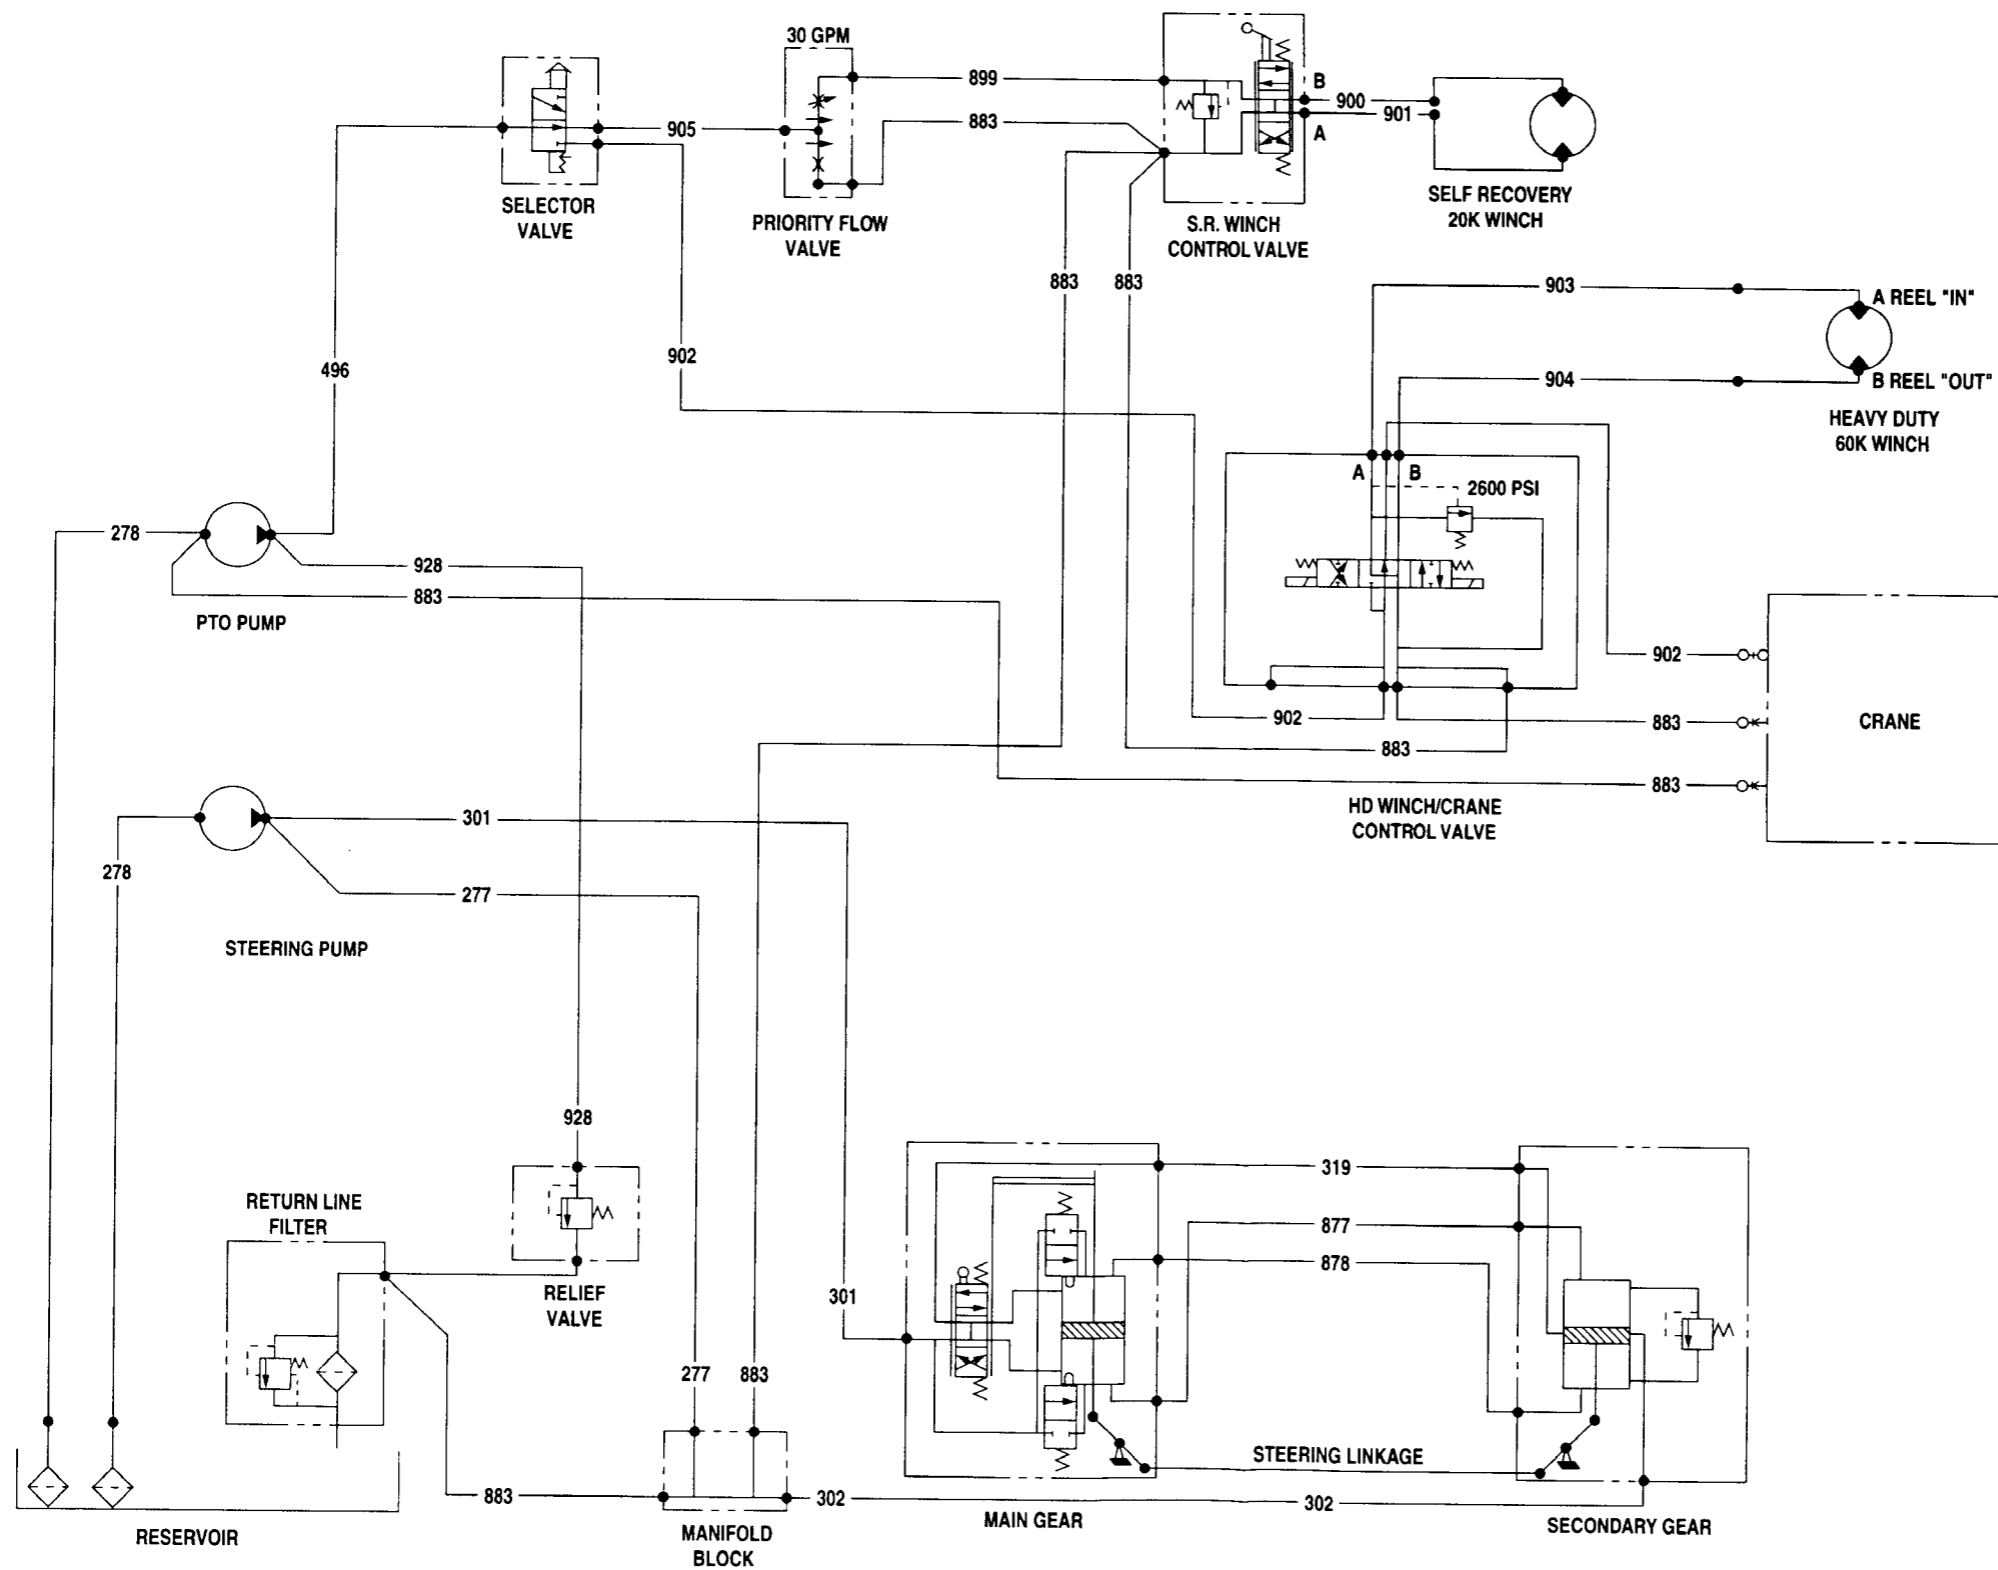 30 GPM
899
B
900
905
883
901
A
SELECTOR
VALVE
PRIORITY FLOW
VALVE
S.R. WINCH
CONTROL VALVE
SELF RECOVERY
20K WINCH
883
883
903
A REEL "IN"
496
902
904
B REEL "OUT"
HEAVY DUTY
60K WINCH
A
B
2600 PSI
278
928
883
PTO PUMP
902
902
883
CRANE
883
883
HD WINCH/CRANE
CONTROL VALVE
301
278
277
STEERING PUMP
928
RETURN LINE
FILTER
319
877
878
RELIEF
VALVE
301
277
883
STEERING LINKAGE
883
302
302
RESERVOIR
MANIFOLD
BLOCK
MAIN GEAR
SECONDARY GEAR